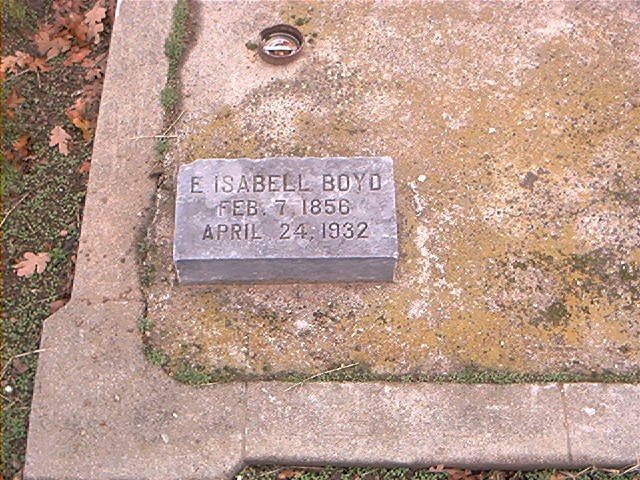 E. ISABELL BOYD
FEB. 7, 1856
APRIL 24, 1932